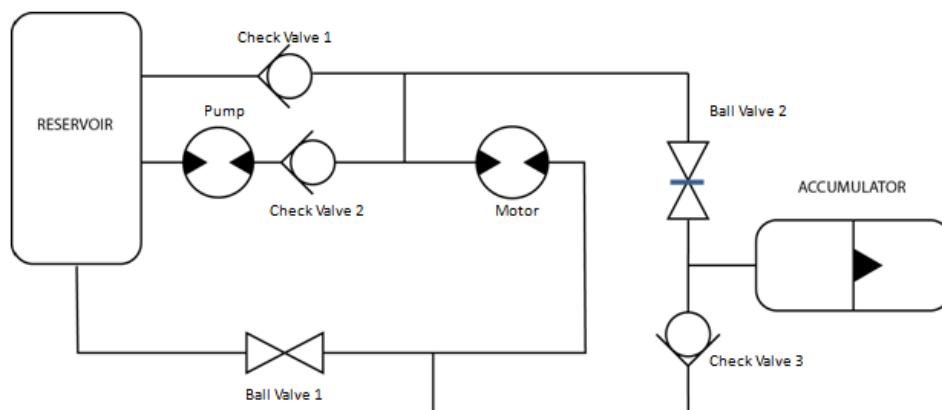 Check Valve 1
Pump
Ball Valve 2
RESERVOIR
ACCUMULATOR
Check Valve 2
Motor
Check Valve 3
Ball Valve 1